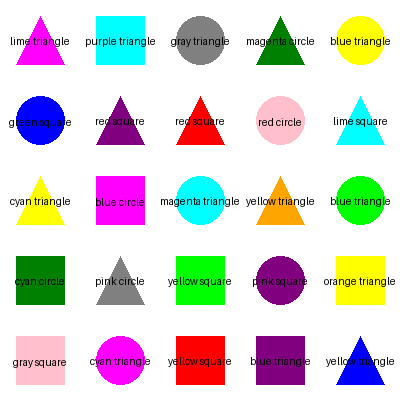 lime triangle purple triangle gray triangle magenta circle blue triangle
green square red square red square red circle lime square
cyan triangle blue circle magenta triangle yellow triangle blue triangle
cyan circle pink circle yellow square pink square orange triangle
gray square cyan triangle yellow square blue triangle yellow triangle